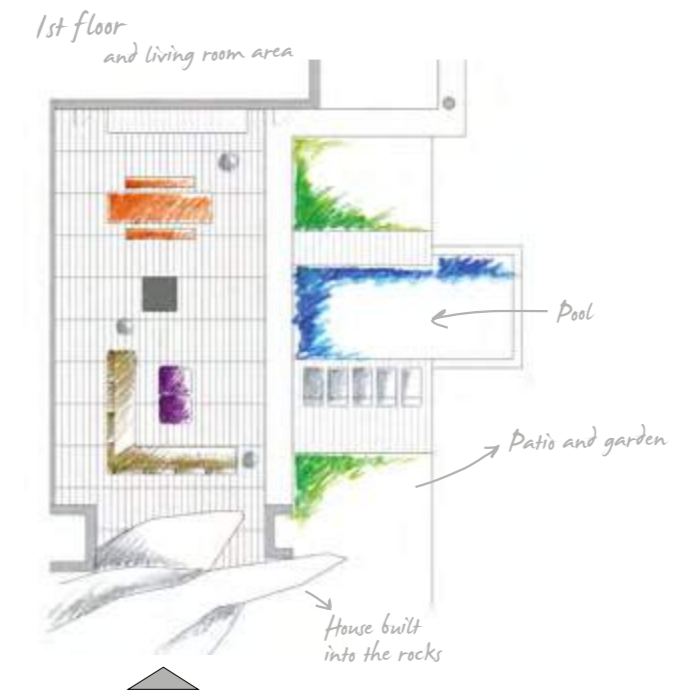 1st floor
and living room area
Pool
Patio and garden
House built
into the rocks